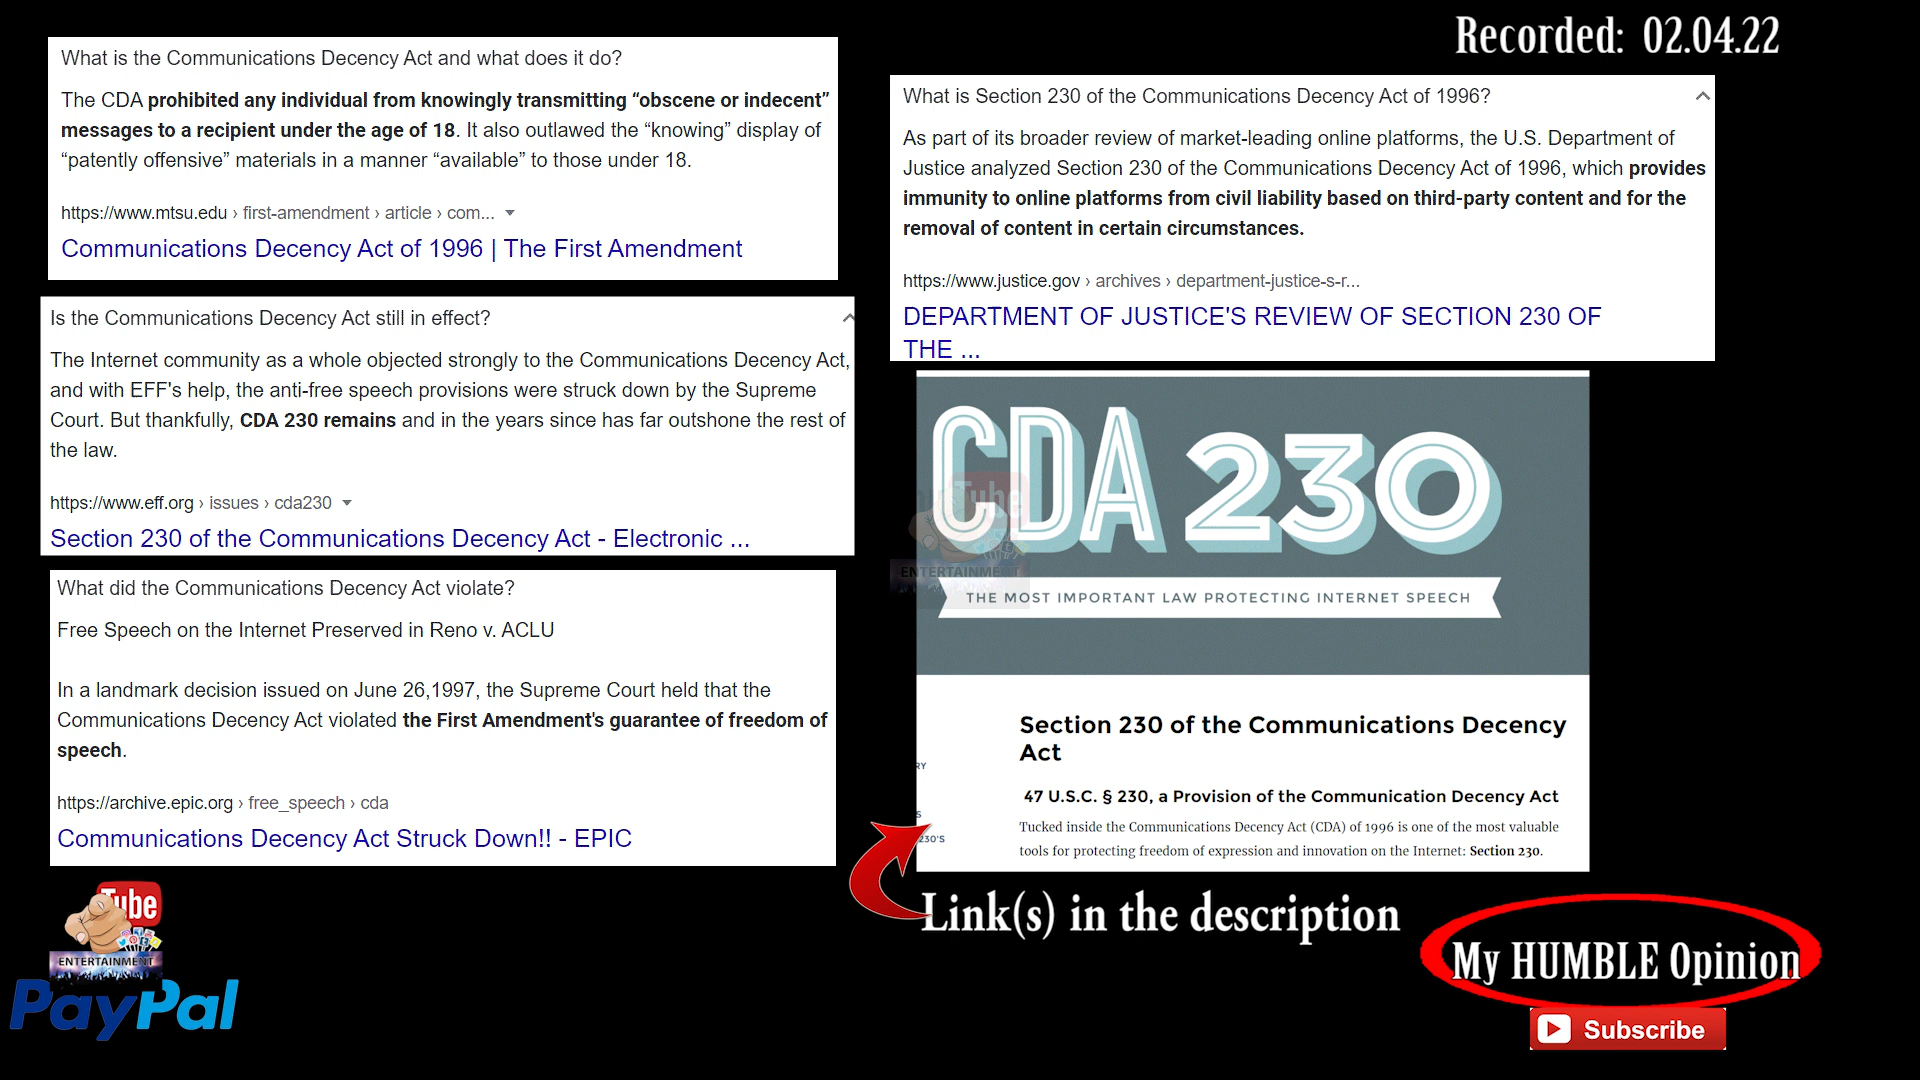 Recorded: 02.04.22
What is the Communications Decency Act and what does it do?
The CDA prohibited any individual from knowingly transmitting “obscene or indecent”
messages to a recipient under the age of 18. It also outlawed the “knowing” display of
“patently offensive” materials in a manner “available” to those under 18.
https://www.mtsu.edu › first-amendment › article › com...
Communications Decency Act of 1996 | The First Amendment
Is the Communications Decency Act still in effect?
The Internet community as a whole objected strongly to the Communications Decency Act,
and with EFF's help, the anti-free speech provisions were struck down by the Supreme
Court. But thankfully, CDA 230 remains and in the years since has far outshone the rest of
the law.
https://www.eff.org › issues › cda230
Section 230 of the Communications Decency Act - Electronic ...
What did the Communications Decency Act violate?
Free Speech on the Internet Preserved in Reno v. ACLU
In a landmark decision issued on June 26,1997, the Supreme Court held that the
Communications Decency Act violated the First Amendment's guarantee of freedom of
speech.
https://archive.epic.org › free_speech › cda
Communications Decency Act Struck Down!! - EPIC
What is Section 230 of the Communications Decency Act of 1996?
As part of its broader review of market-leading online platforms, the U.S. Department of
Justice analyzed Section 230 of the Communications Decency Act of 1996, which provides
immunity to online platforms from civil liability based on third-party content and for the
removal of content in certain circumstances.
https://www.justice.gov › archives › department-justice-s-r...
DEPARTMENT OF JUSTICE'S REVIEW OF SECTION 230 OF
THE ...
CDA 230
Tube
ENTERTAINMENT
THE MOST IMPORTANT LAW PROTECTING INTERNET SPEECH
Section 230 of the Communications Decency
Act
RY
47 U.S.C. § 230, a Provision of the Communication Decency Act
S
Tucked inside the Communications Decency Act (CDA) of 1996 is one of the most valuable
230'S
tools for protecting freedom of expression and innovation on the Internet: Section 230.
Link(s) in the description
Tube
ENTERTAINMENT
PayPal
My HUMBLE Opinion
Subscribe